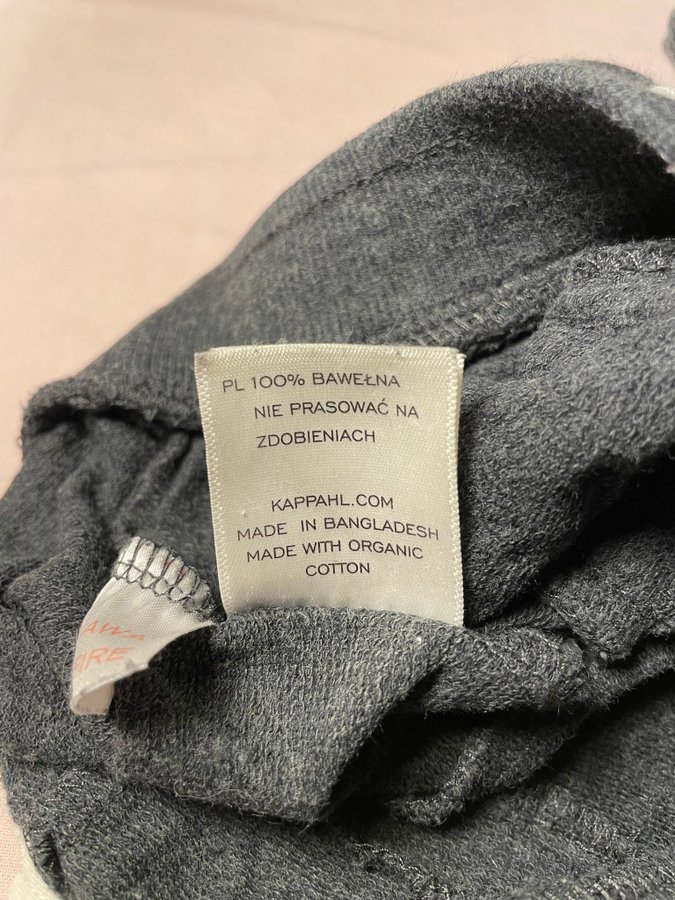 PL 100% BAWEŁNA
NIE PRASOWAĆ NA
ZDOBIENIACH
KAPPAHL.COM
MADE IN BANGLADESH
MADE WITH ORGANIC
COTTON